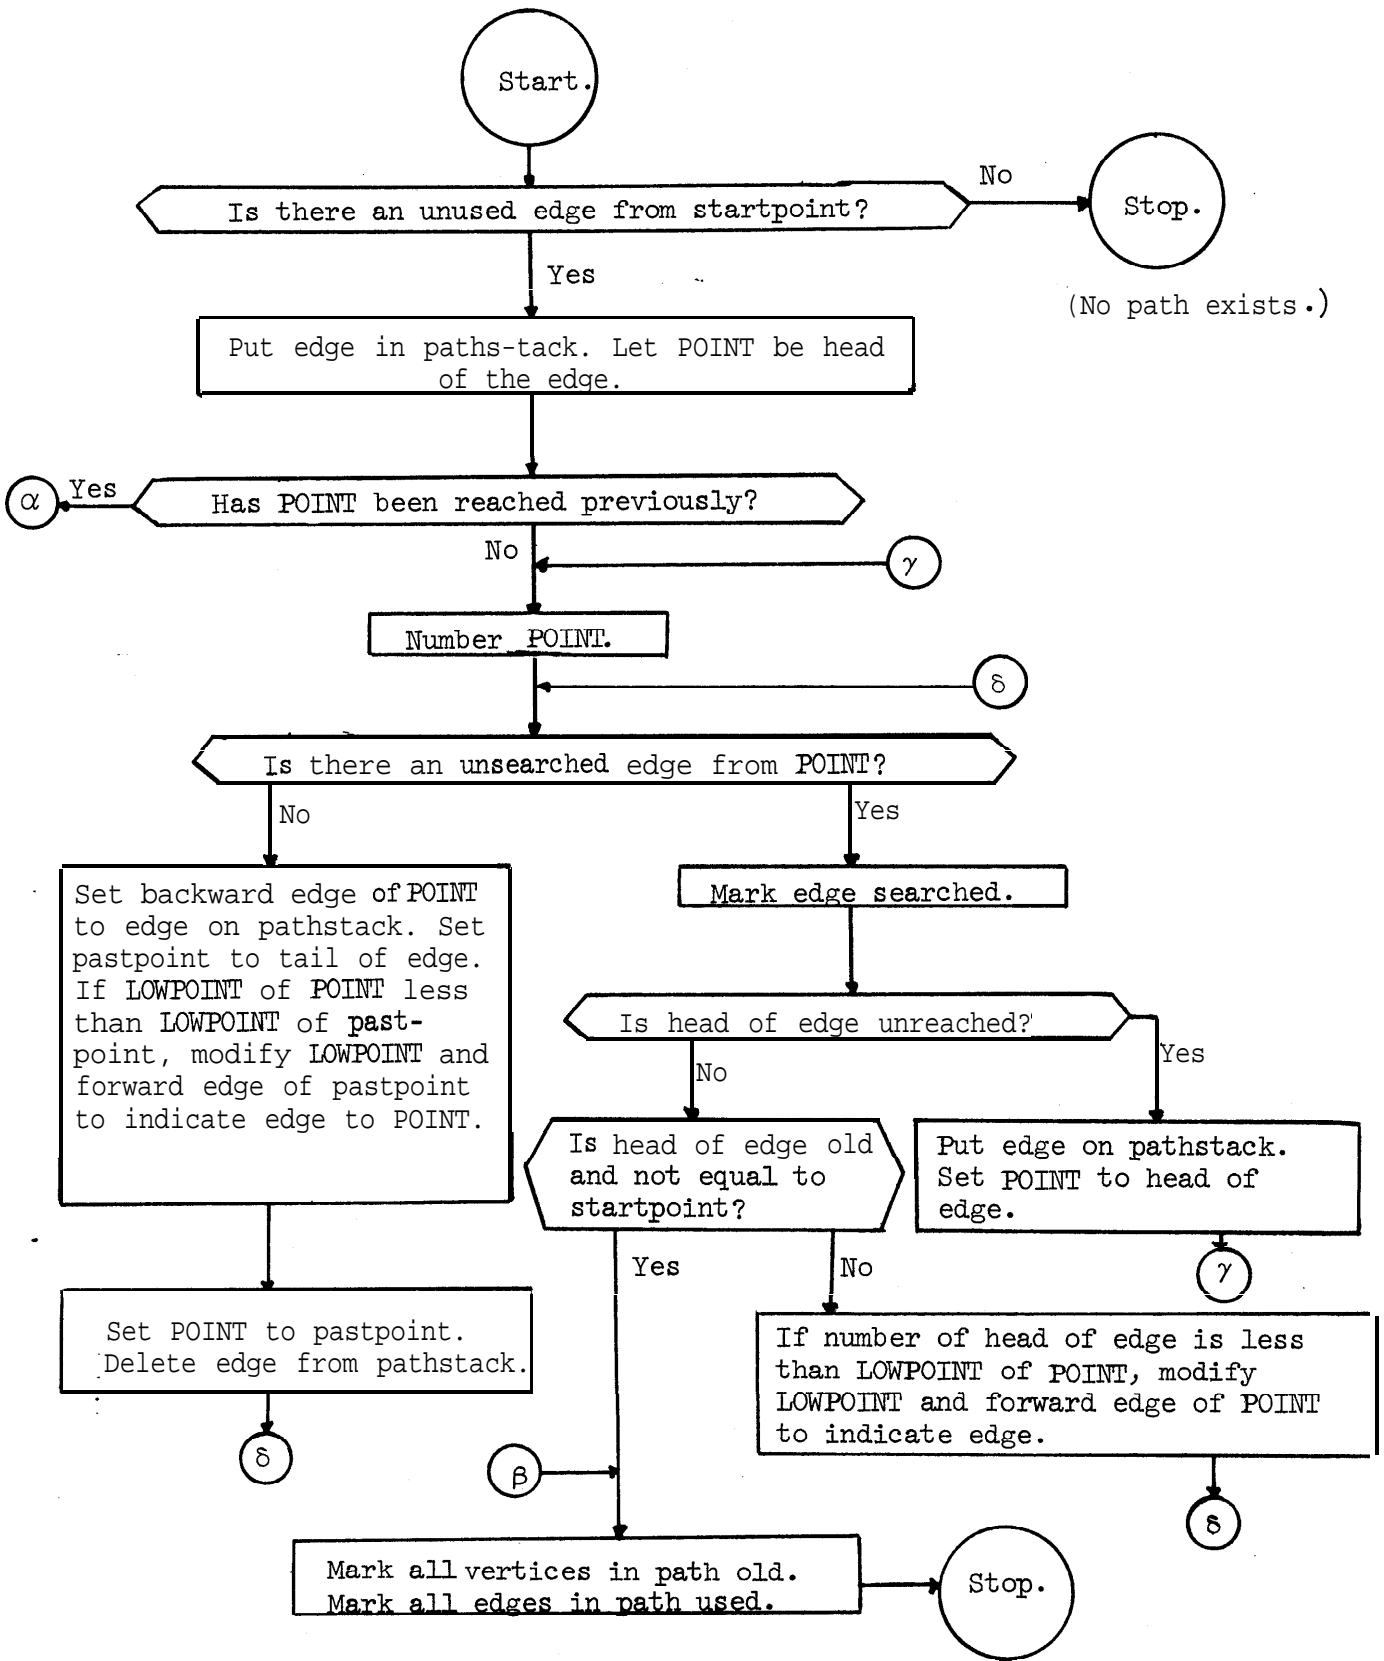 Start.
No
Is there an unused edge from startpoint?
Stop.
Yes
(No path exists.)
Put edge in paths-tack. Let POINT be head
of the edge.
α
Yes
Has POINT been reached previously?
No
γ
Number POINT.
δ
Is there an unsearched edge from POINT?
No
Yes
Set backward edge of POINT
to edge on pathstack. Set
pastpoint to tail of edge.
If LOWPOINT of POINT less
than LOWPOINT of past-
point, modify LOWPOINT and
forward edge of pastpoint
to indicate edge to POINT.
Mark edge searched.
Is head of edge unreached?
No
Yes
Is head of edge old
and not equal to
startpoint?
Put edge on pathstack.
Set POINT to head of
edge.
Yes
No
γ
Set POINT to pastpoint.
Delete edge from pathstack.
If number of head of edge is less
than LOWPOINT of POINT, modify
LOWPOINT and forward edge of POINT
to indicate edge.
δ
β
δ
Mark all vertices in path old.
Mark all edges in path used.
Stop.